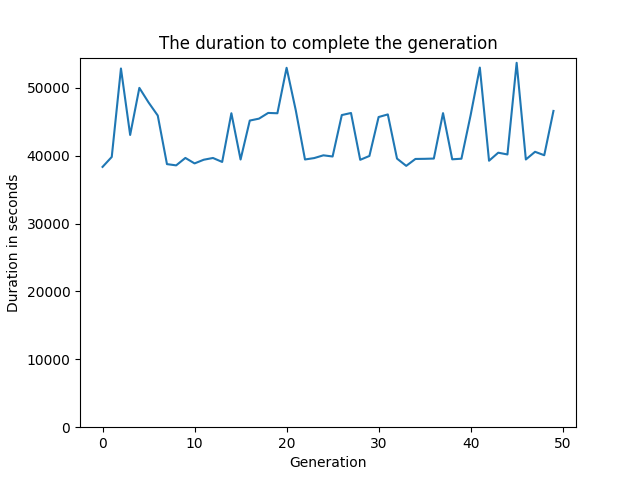 The duration to complete the generation
50000
40000
30000
20000
10000
0
Duration in seconds
0 10 20 30 40 50
Generation